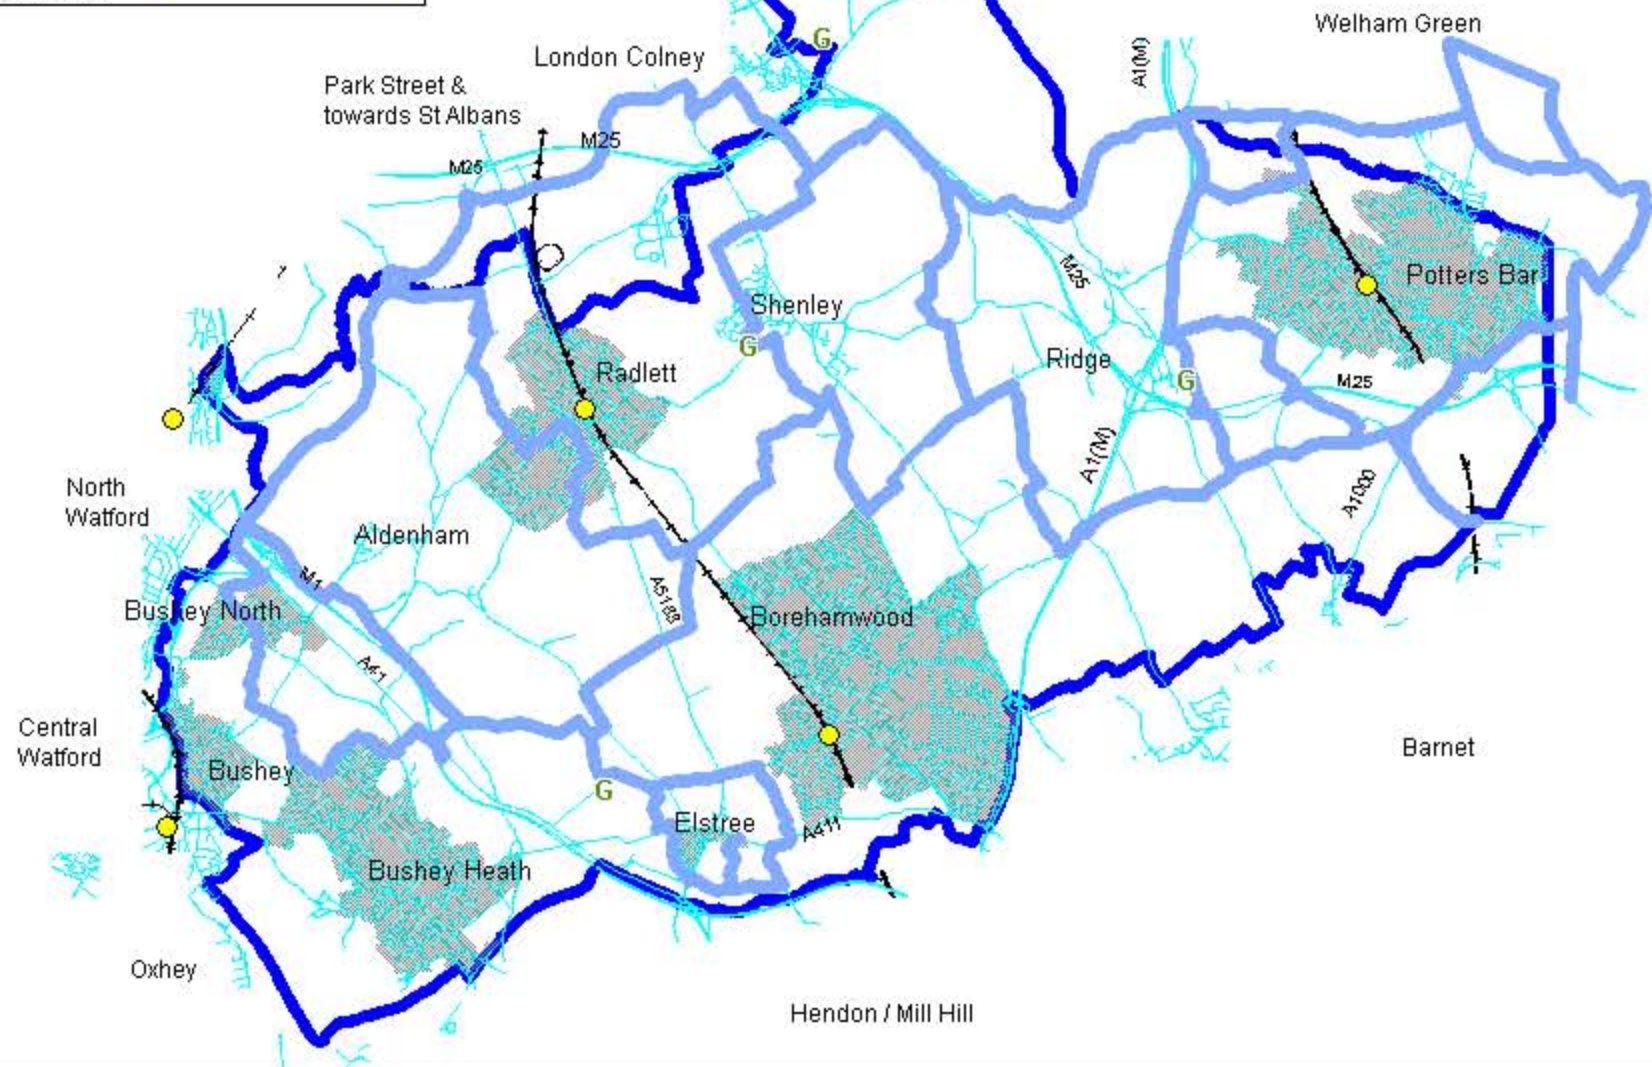 Welham Green
G
London Colney
A1(M)
Park Street &
towards St Albans
M25
M25
M25
Potters Bar
Shenley
G
Ridge
Radlett
G
M25
A1(M)
North
Watford
A1000
Aldenham
M1
A5183
Bushey North
Borehamwood
A41
Central
Watford
Barnet
Bushey
G
Elstree
A411
Bushey Heath
Oxhey
Hendon / Mill Hill